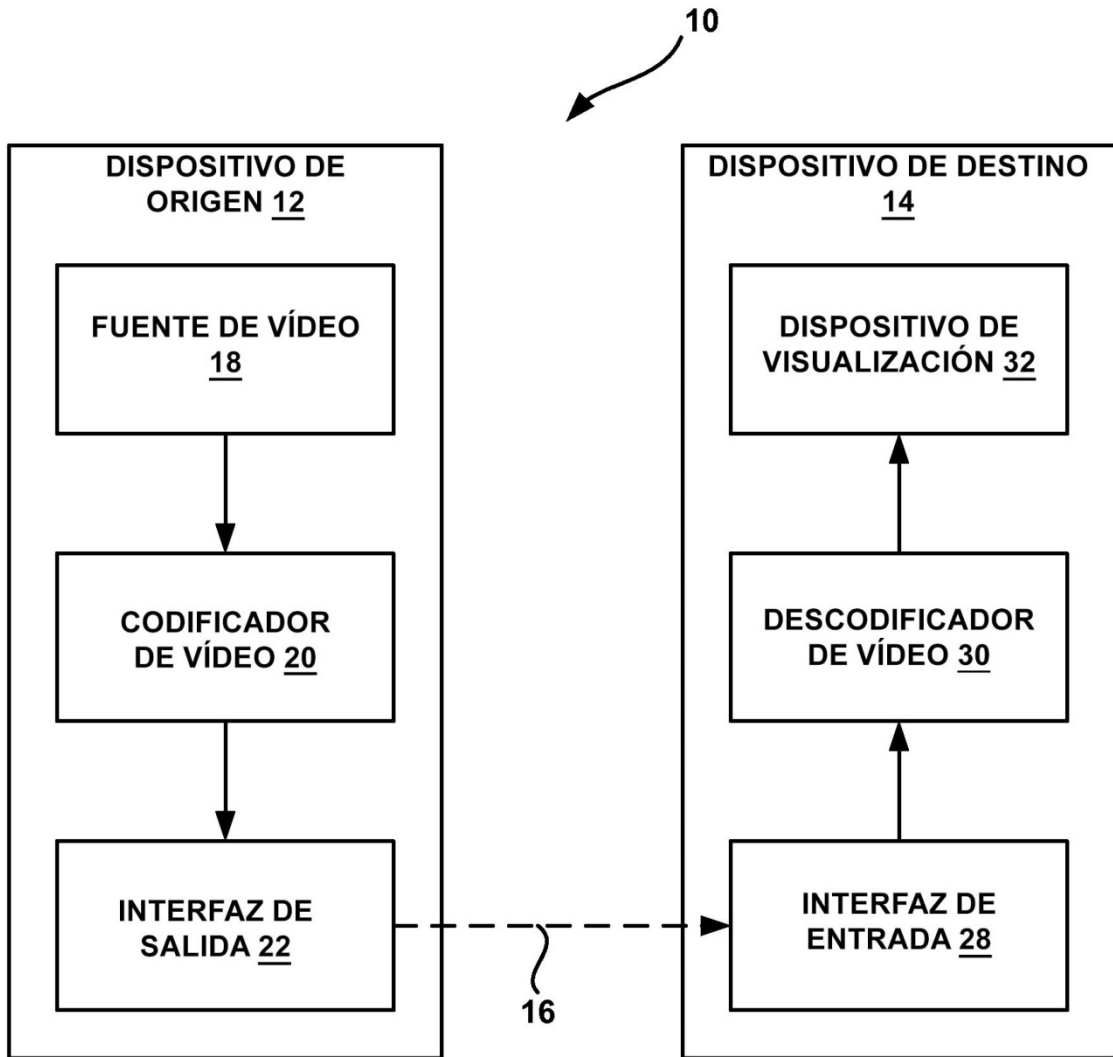 10
DISPOSITIVO DE
ORIGEN 12
FUENTE DE VÍDEO
18
CODIFICADOR
DE VÍDEO 20
INTERFAZ DE
SALIDA 22
16
DISPOSITIVO DE DESTINO
14
DISPOSITIVO DE
VISUALIZACIÓN 32
DESCODIFICADOR
DE VÍDEO 30
INTERFAZ DE
ENTRADA 28